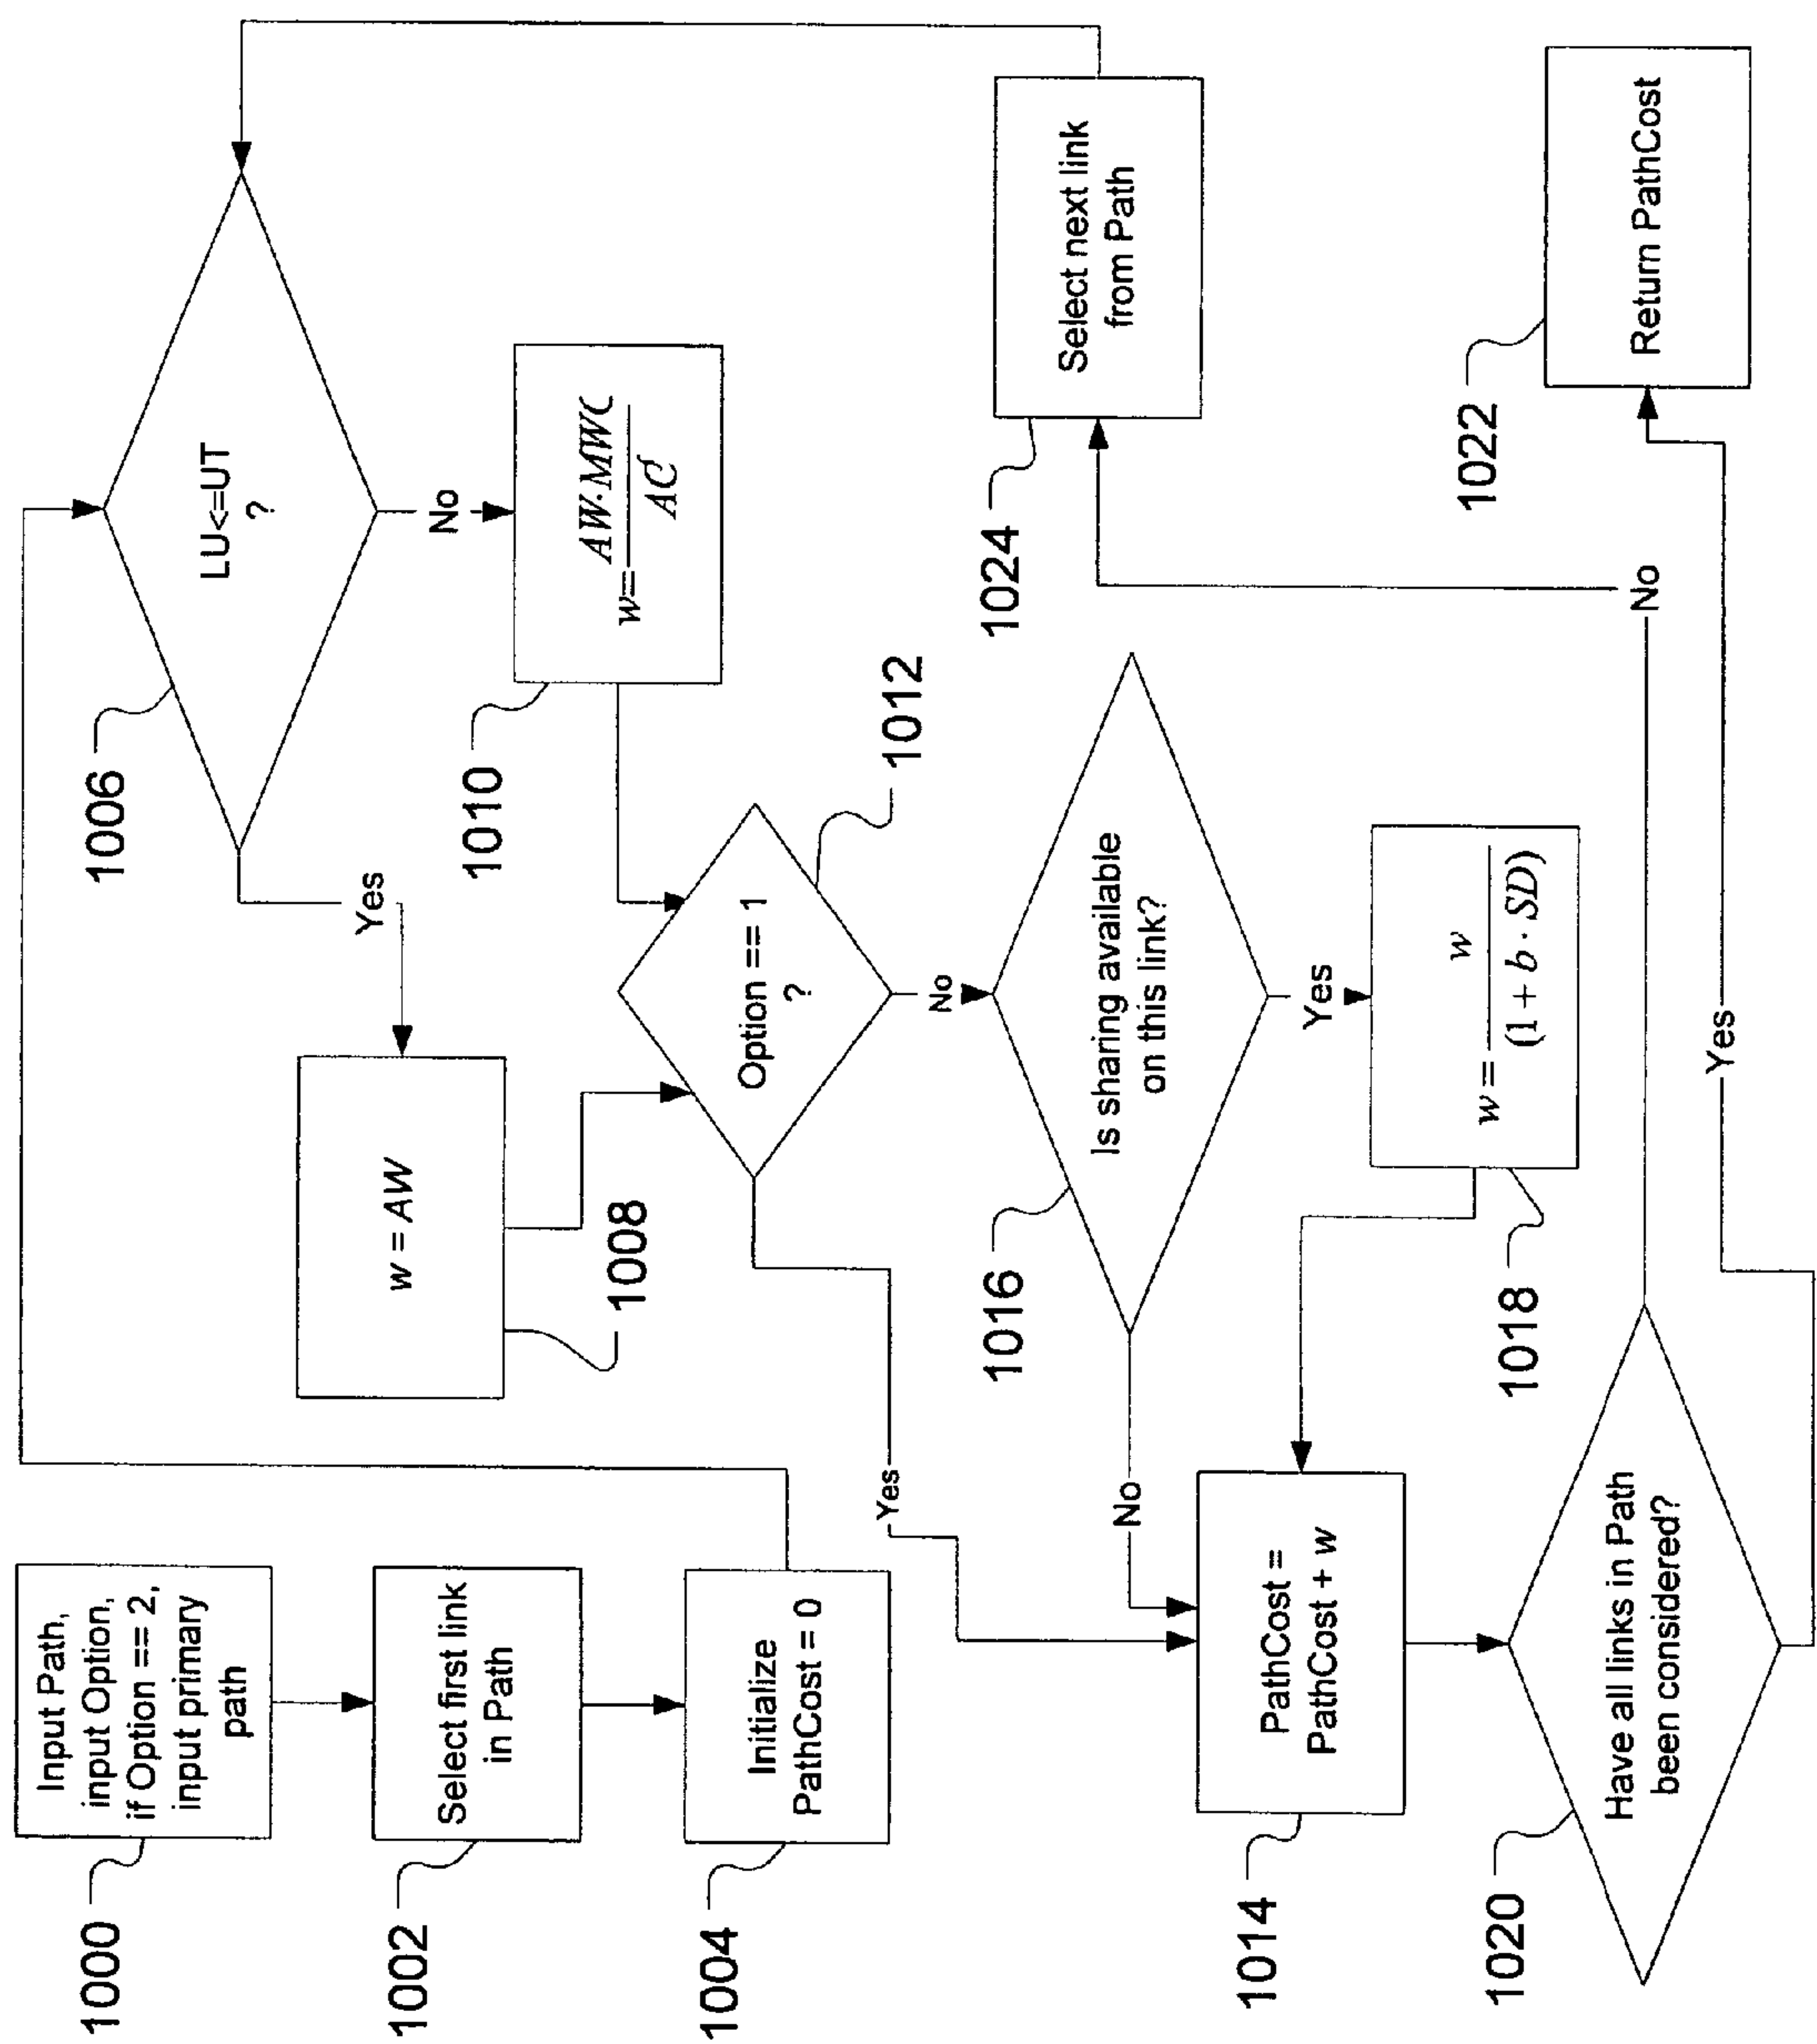 1000
Input Path,
input Option,
if Option == 2,
input primary
path
1002
Select first link
in Path
1004
Initialize
PathCost = 0
1006
LU<=UT
?
Yes
No
w = AW
1008
1010
w= AW·MWC
AC
1012
Option == 1
?
Yes
No
1016
Is sharing available
on this link?
No
Yes
1018
w = w
(1 + b · SD)
1014
PathCost =
PathCost + w
1020
Have all links in Path
been considered?
No
Yes
1024
Select next link
from Path
1022
Return PathCost